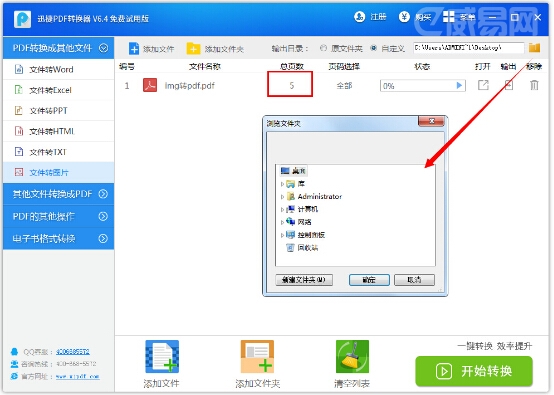 迅捷PDF转换器 V6.4 免费试用版
注册 购买 菜单
PDF转换成其他文件
添加文件 添加文件夹 输出目录: 原文件夹 自定义 C:\Users\ADMINI~1\Desktop\
编号 文件名称 总页数 页码选择 状态 打开 输出 移除
1 Img转pdf.pdf 5 全部 0%
文件转Word
文件转Excel
文件转PPT
文件转HTML
文件转TXT
文件转图片
其他文件转换成PDF
PDF的其他操作
电子书格式转换
浏览文件夹
桌面
库
Administrator
计算机
网络
控制面板
回收站
新建文件夹(M) 确定 取消
QQ客服: 4006685572
咨询热线: 400-668-5572
官方网址: www.xjpdf.com
添加文件 添加文件夹 清空列表
一键转换 效率提升
开始转换